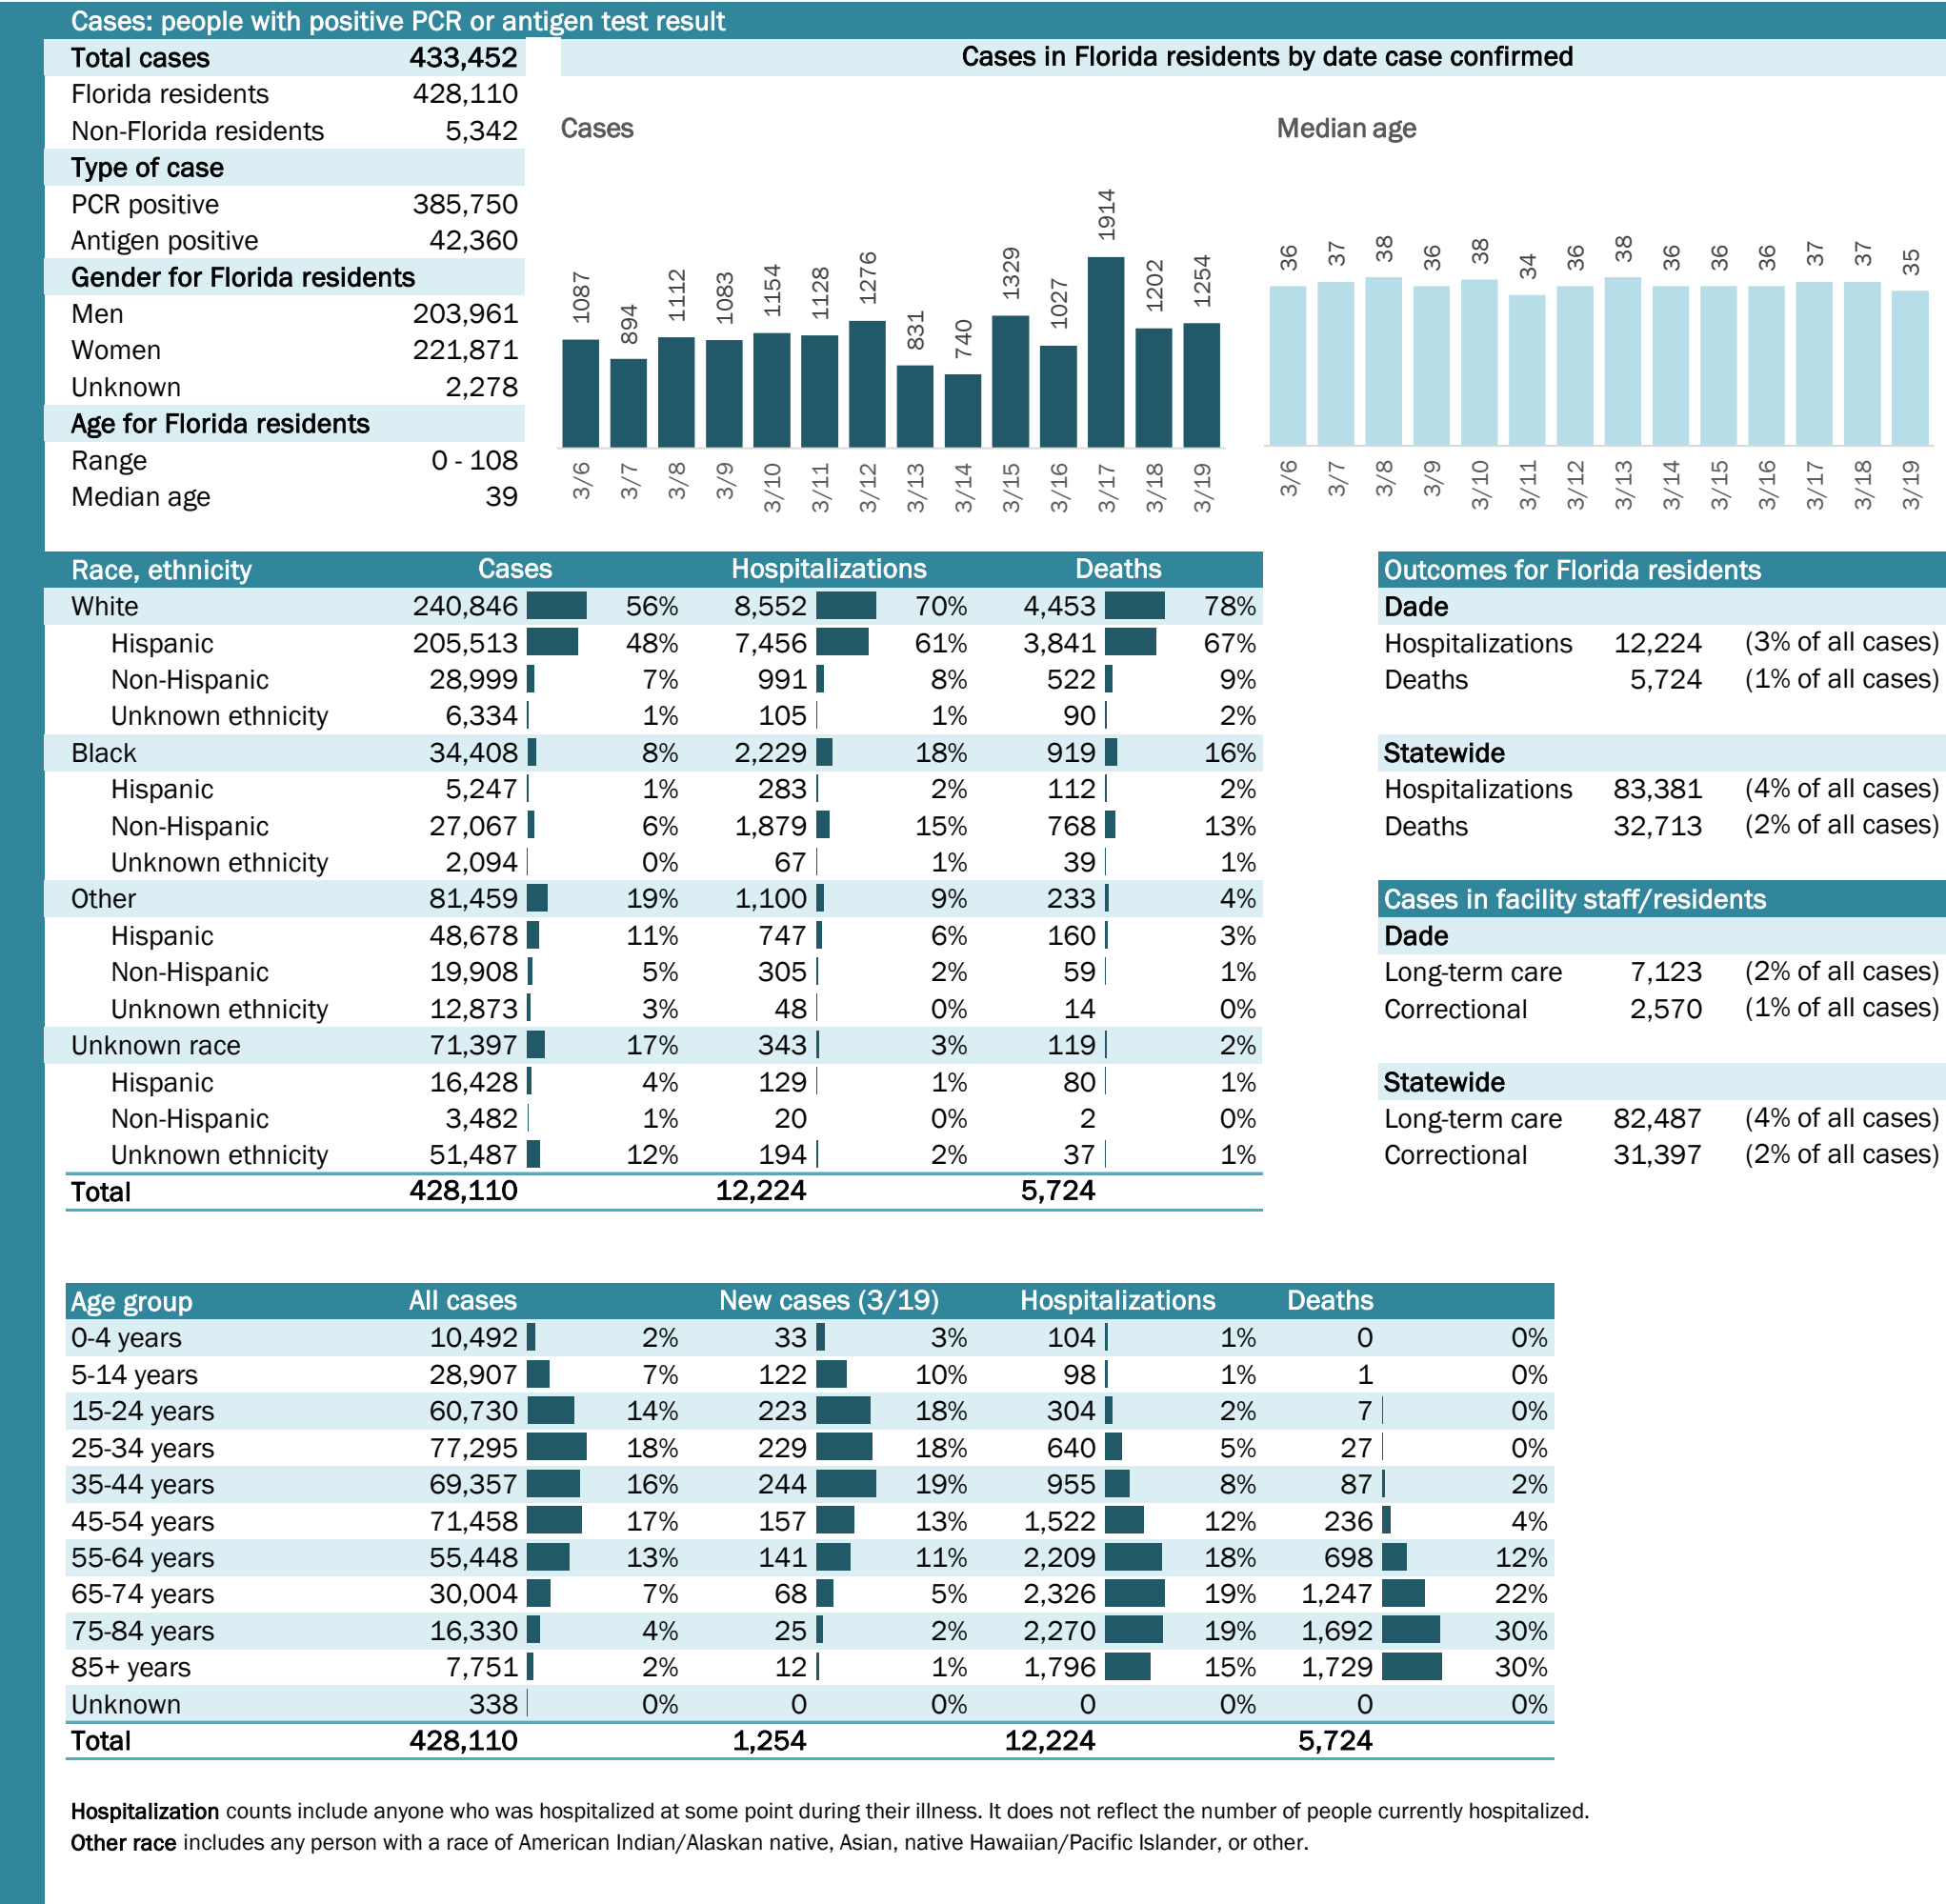 Cases: people with positive PCR or antigen test result
Total cases 433,452
Florida residents 428,110
Non-Florida residents 5,342
Type of case
PCR positive 385,750
Antigen positive 42,360
Gender for Florida residents
Men 203,961
Women 221,871
Unknown 2,278
Age for Florida residents
Range 0 - 108
Median age 39
Cases in Florida residents by date case confirmed
Cases
1087 894 1112 1083 1154 1128 1276 831 740 1329 1027 1914 1202 1254
3/6 3/7 3/8 3/9 3/10 3/11 3/12 3/13 3/14 3/15 3/16 3/17 3/18 3/19
Median age
36 37 38 36 38 34 36 38 36 36 36 37 37 35
3/6 3/7 3/8 3/9 3/10 3/11 3/12 3/13 3/14 3/15 3/16 3/17 3/18 3/19
Race, ethnicity Cases Hospitalizations Deaths
White 240,846 56% 8,552 70% 4,453 78%
Hispanic 205,513 48% 7,456 61% 3,841 67%
Non-Hispanic 28,999 7% 991 8% 522 9%
Unknown ethnicity 6,334 1% 105 1% 90 2%
Black 34,408 8% 2,229 18% 919 16%
Hispanic 5,247 1% 283 2% 112 2%
Non-Hispanic 27,067 6% 1,879 15% 768 13%
Unknown ethnicity 2,094 0% 67 1% 39 1%
Other 81,459 19% 1,100 9% 233 4%
Hispanic 48,678 11% 747 6% 160 3%
Non-Hispanic 19,908 5% 305 2% 59 1%
Unknown ethnicity 12,873 3% 48 0% 14 0%
Unknown race 71,397 17% 343 3% 119 2%
Hispanic 16,428 4% 129 1% 80 1%
Non-Hispanic 3,482 1% 20 0% 2 0%
Unknown ethnicity 51,487 12% 194 2% 37 1%
Total 428,110 12,224 5,724
Outcomes for Florida residents
Dade
Hospitalizations 12,224 (3% of all cases)
Deaths 5,724 (1% of all cases)
Statewide
Hospitalizations 83,381 (4% of all cases)
Deaths 32,713 (2% of all cases)
Cases in facility staff/residents
Dade
Long-term care 7,123 (2% of all cases)
Correctional 2,570 (1% of all cases)
Statewide
Long-term care 82,487 (4% of all cases)
Correctional 31,397 (2% of all cases)
Age group All cases New cases (3/19) Hospitalizations Deaths
0-4 years 10,492 2% 33 3% 104 1% 0 0%
5-14 years 28,907 7% 122 10% 98 1% 1 0%
15-24 years 60,730 14% 223 18% 304 2% 7 0%
25-34 years 77,295 18% 229 18% 640 5% 27 0%
35-44 years 69,357 16% 244 19% 955 8% 87 2%
45-54 years 71,458 17% 157 13% 1,522 12% 236 4%
55-64 years 55,448 13% 141 11% 2,209 18% 698 12%
65-74 years 30,004 7% 68 5% 2,326 19% 1,247 22%
75-84 years 16,330 4% 25 2% 2,270 19% 1,692 30%
85+ years 7,751 2% 12 1% 1,796 15% 1,729 30%
Unknown 338 0% 0 0% 0 0% 0 0%
Total 428,110 1,254 12,224 5,724
Hospitalization counts include anyone who was hospitalized at some point during their illness. It does not reflect the number of people currently hospitalized.
Other race includes any person with a race of American Indian/Alaskan native, Asian, native Hawaiian/Pacific Islander, or other.